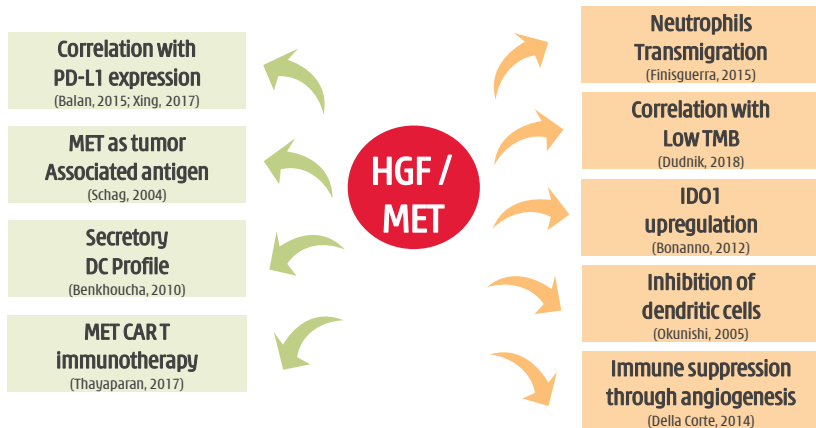 Correlation with
PD-L1 expression
(Balan, 2015; Xing, 2017)
MET as tumor
Associated antigen
(Schag, 2004)
Secretory
DC Profile
(Benkhoucha, 2010)
MET CAR T
immunotherapy
(Thayaparan, 2017)
HGF /
MET
Neutrophils
Transmigration
(Finisguerra, 2015)
Correlation with
Low TMB
(Dudnik, 2018)
IDO1
upregulation
(Bonanno, 2012)
Inhibition of
dendritic cells
(Okunishi, 2005)
Immune suppression
through angiogenesis
(Della Corte, 2014)